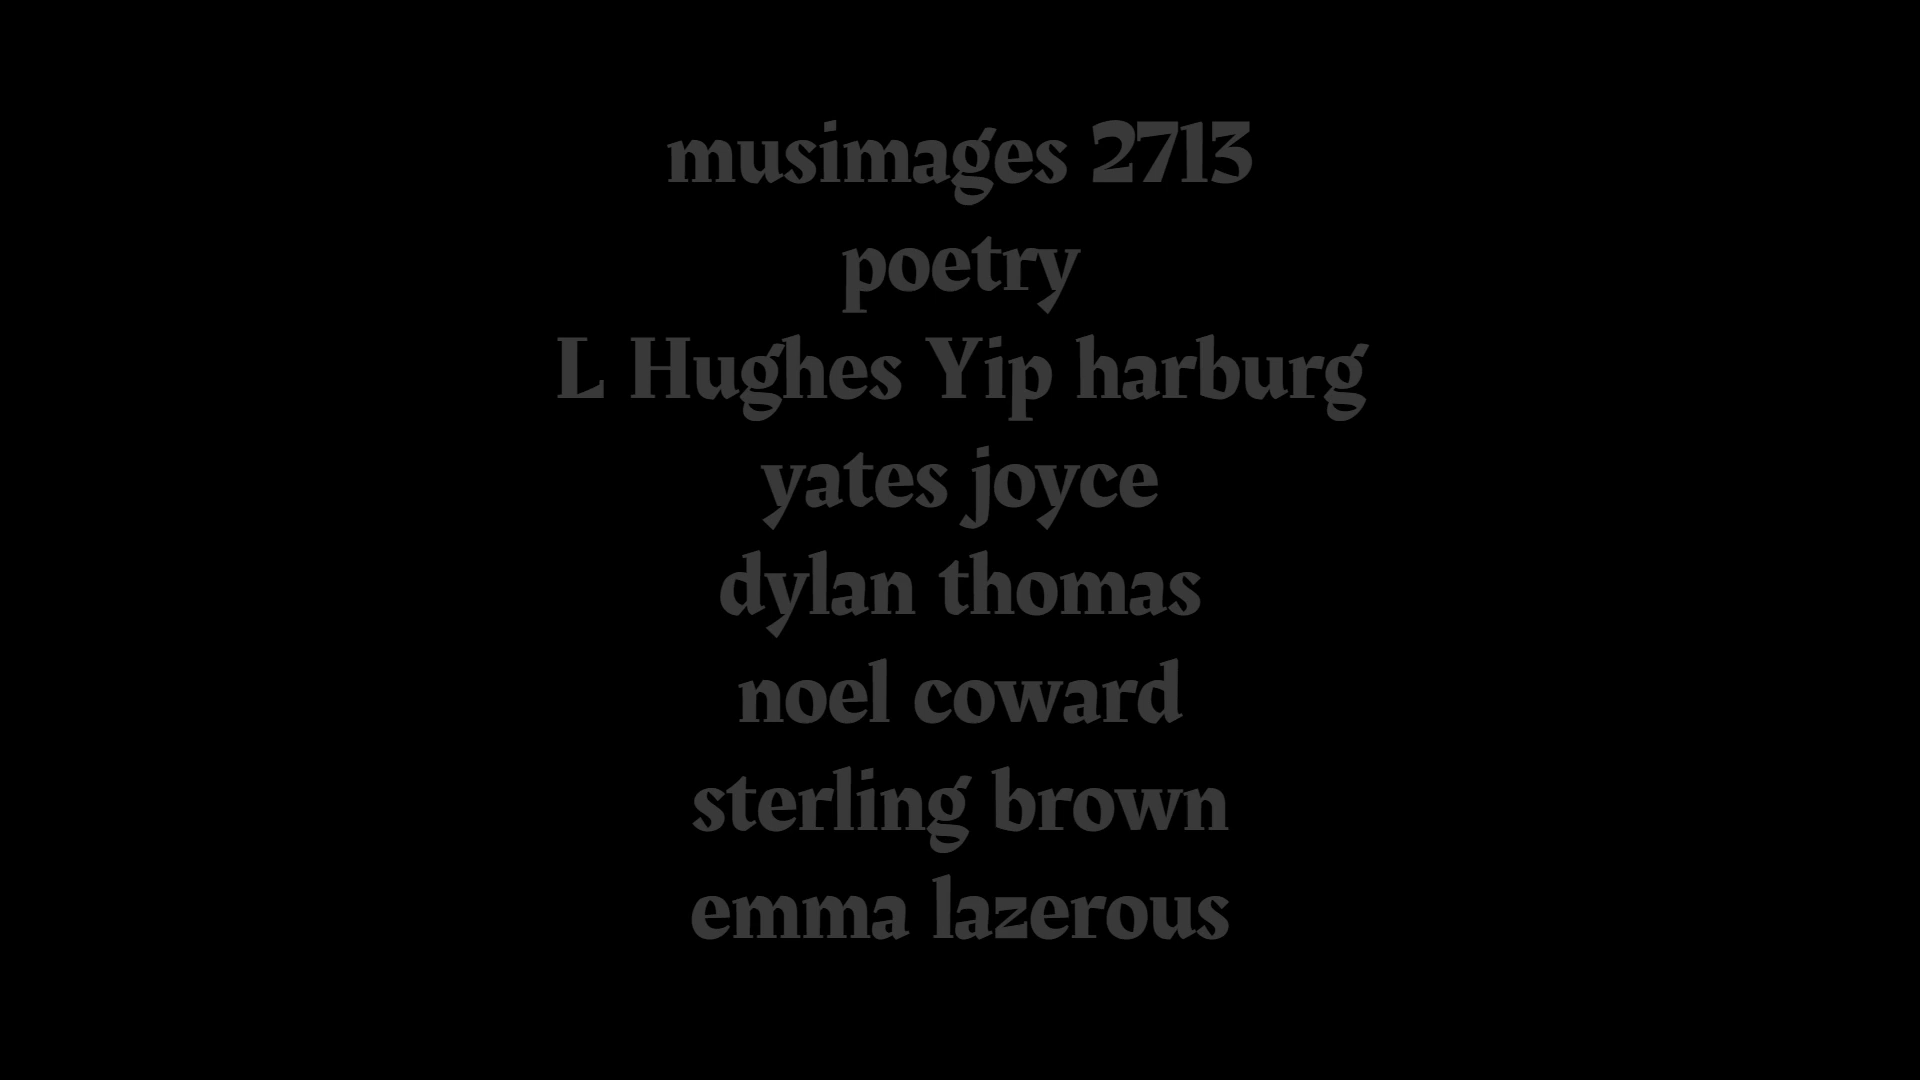 musimages 2713
poetry
L Hughes Yip harburg
yates joyce
dylan thomas
noel coward
sterling brown
emma lazerous